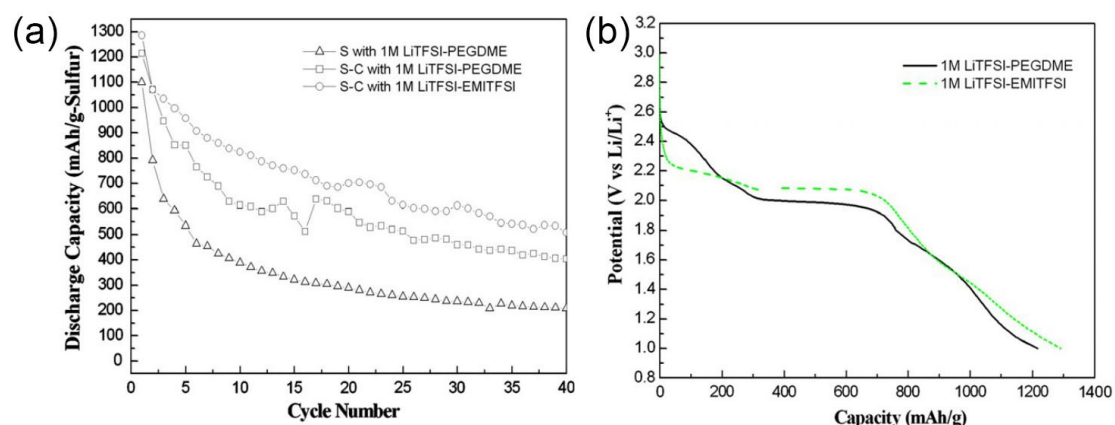 (a)
1300
1200
1100
1000
900
800
700
600
500
400
300
200
100
0
Discharge Capacity (mAh/g-Sulfur)
S with 1M LiTFSI-PEGDME
S-C with 1M LiTFSI-PEGDME
S-C with 1M LiTFSI-EMITFSI
0 5 10 15 20 25 30 35 40
Cycle Number
(b)
3.2
3.0
2.8
2.6
2.4
2.2
2.0
1.8
1.6
1.4
1.2
1.0
0.8
Potential (V vs Li/Li⁺)
1M LiTFSI-PEGDME
1M LiTFSI-EMITFSI
0 200 400 600 800 1000 1200 1400
Capacity (mAh/g)